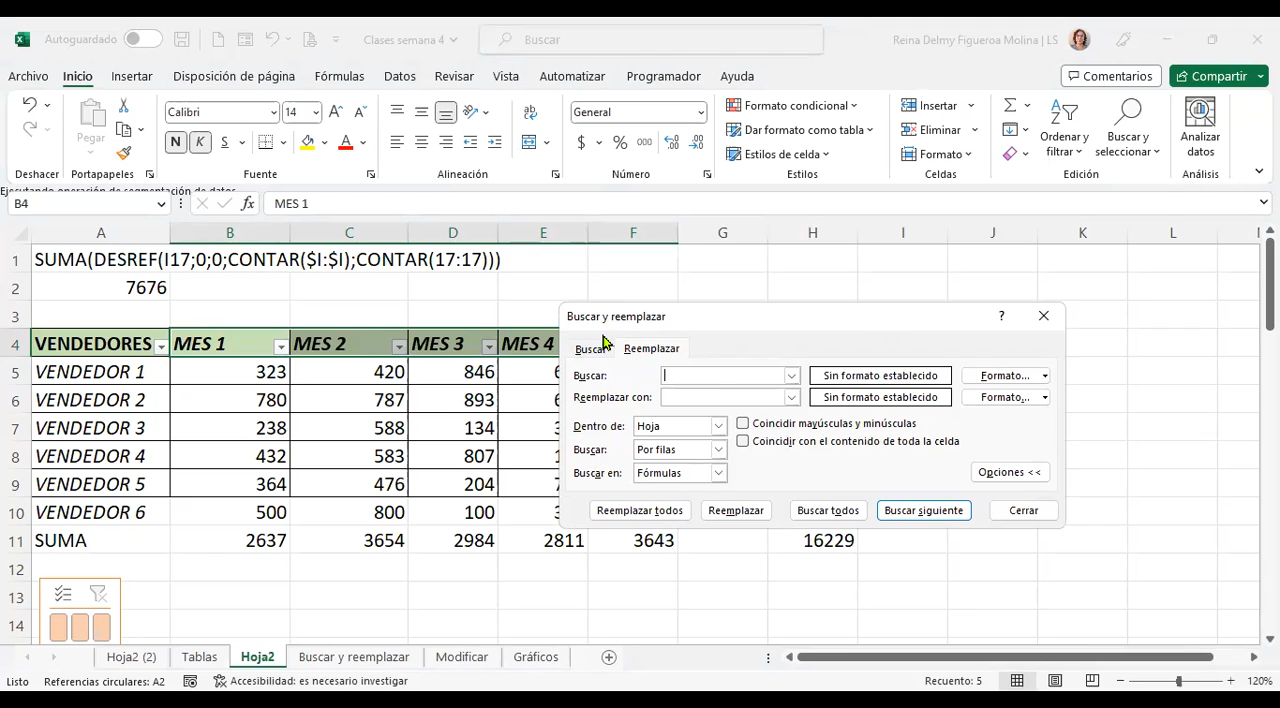 Autoguardado
Clases semana 4
Buscar
Reina Delmy Figueroa Molina | LS
Archivo Inicio Insertar Disposición de página Fórmulas Datos Revisar Vista Automatizar Programador Ayuda Comentarios Compartir
Pegar
Calibri 14
N K S
General
$ % 000
Formato condicional
Dar formato como tabla
Estilos de celda
Insertar
Eliminar
Formato
Ordenar y filtrar
Buscar y seleccionar
Analizar datos
Deshacer Portapapeles Fuente Alineación Número Estilos Celdas Edición Análisis
Ejecutando operación de segmentación de datos
B4 fx MES 1
A B C D E F G H I J K L
1 SUMA(DESREF(I17;0;0;CONTAR($I:$I);CONTAR(17:17)))
2 7676
3
4 VENDEDORES MES 1 MES 2 MES 3 MES 4
5 VENDEDOR 1 323 420 846
6 VENDEDOR 2 780 787 893
7 VENDEDOR 3 238 588 134
8 VENDEDOR 4 432 583 807
9 VENDEDOR 5 364 476 204
10 VENDEDOR 6 500 800 100
11 SUMA 2637 3654 2984 2811 3643 16229
12
13
14
Buscar y reemplazar ?
Buscar Reemplazar
Buscar: Sin formato establecido Formato...
Reemplazar con: Sin formato establecido Formato...
Dentro de: Hoja Coincidir mayúsculas y minúsculas
Buscar: Por filas Coincidir con el contenido de toda la celda
Buscar en: Fórmulas Opciones <<
Reemplazar todos Reemplazar Buscar todos Buscar siguiente Cerrar
Hoja2 (2) Tablas Hoja2 Buscar y reemplazar Modificar Gráficos
Listo Referencias circulares: A2 Accesibilidad: es necesario investigar Recuento: 5 120%